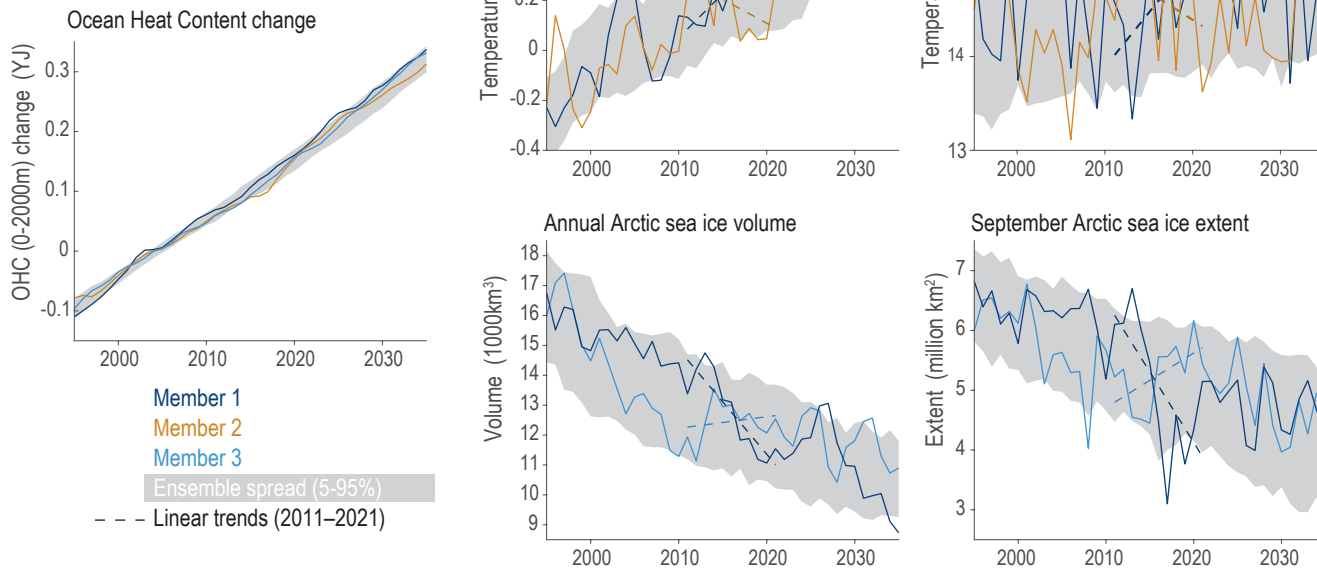 Ocean Heat Content change
OHC (0-2000m) change (YJ)
0.3
0.2
0.1
0
-0.1
2000 2010 2020 2030
Member 1
Member 2
Member 3
Ensemble spread (5-95%)
Linear trends (2011–2021)
0.2
0
-0.2
-0.4
2000 2010 2020 2030
14
13
2000 2010 2020 2030
Annual Arctic sea ice volume
Volume (1000km³)
18
17
16
15
14
13
12
11
10
9
2000 2010 2020 2030
September Arctic sea ice extent
Extent (million km²)
7
6
5
4
3
2000 2010 2020 2030